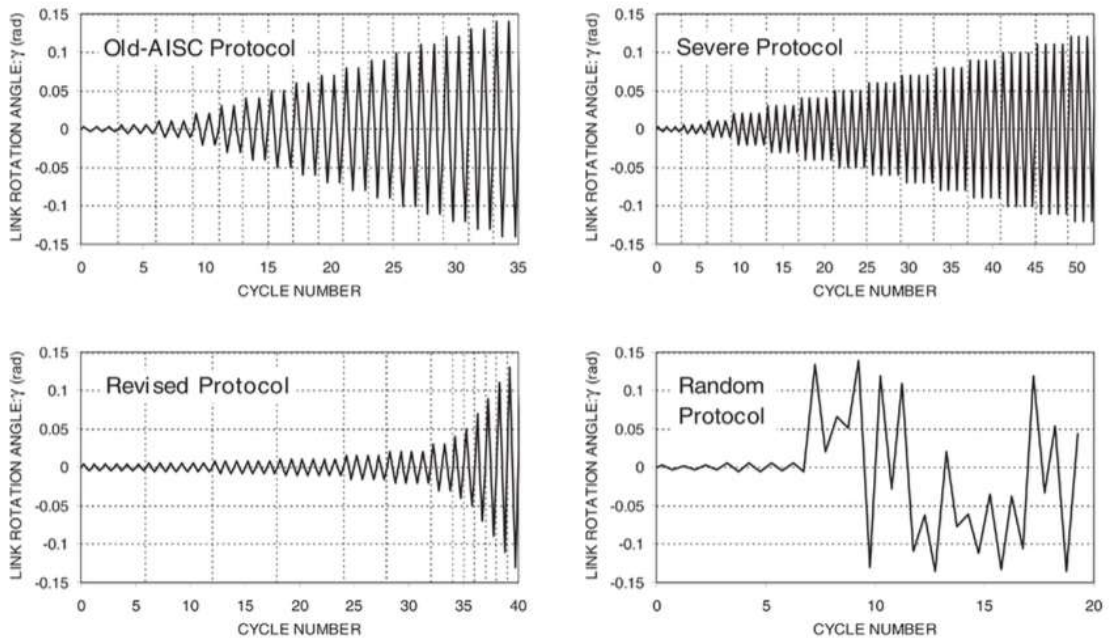 Old-AISC Protocol
LINK ROTATION ANGLE: γ (rad)
0.15
0.1
0.05
0
-0.05
-0.1
-0.15
0 5 10 15 20 25 30 35
CYCLE NUMBER
Severe Protocol
LINK ROTATION ANGLE: γ (rad)
0.15
0.1
0.05
0
-0.05
-0.1
-0.15
0 5 10 15 20 25 30 35 40 45 50
CYCLE NUMBER
Revised Protocol
LINK ROTATION ANGLE: γ (rad)
0.15
0.1
0.05
0
-0.05
-0.1
-0.15
0 5 10 15 20 25 30 35 40
CYCLE NUMBER
Random
Protocol
LINK ROTATION ANGLE: γ (rad)
0.15
0.1
0.05
0
-0.05
-0.1
-0.15
0 5 10 15 20
CYCLE NUMBER